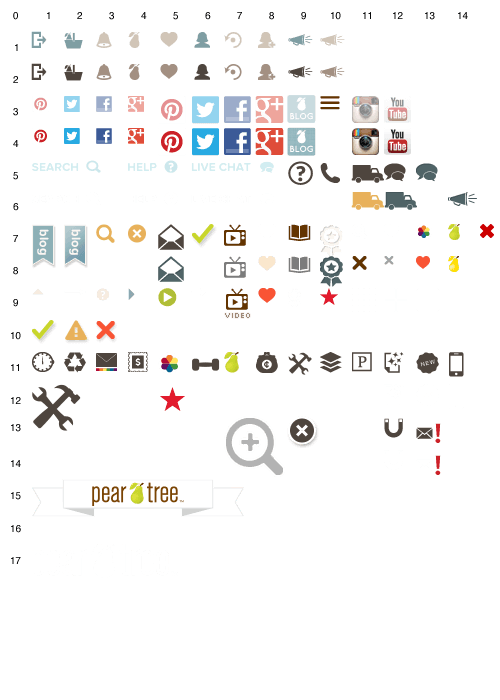 0 1 2 3 4 5 6 7 8 9 10 11 12 13 14
1
2
3 BLOG You Tube
4 BLOG You Tube
5 SEARCH HELP ? LIVE CHAT ?
6
7 blog blog
8
9 ? VIDEO
10
11 $ P NEW
12
13
14
15 pear tree
16
17